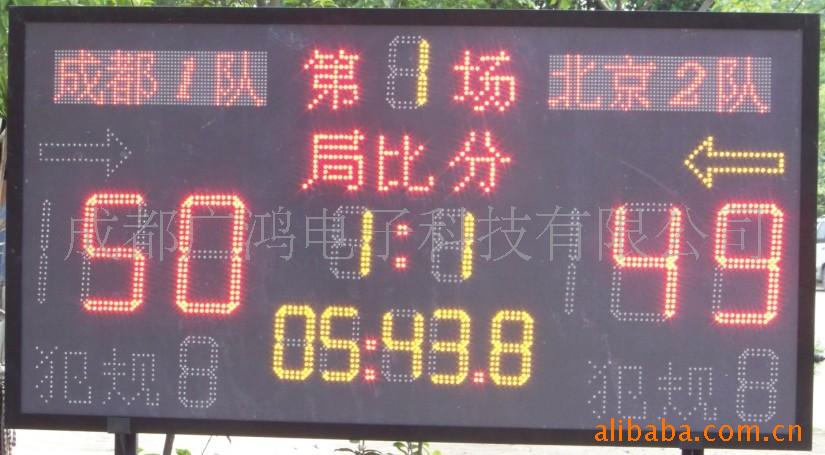 成都1队 第1场 北京2队
局比分
50 1:1 49
成都广鸿电子科技有限公司
05:43.8
犯规8 犯规8
alibaba.com.cn